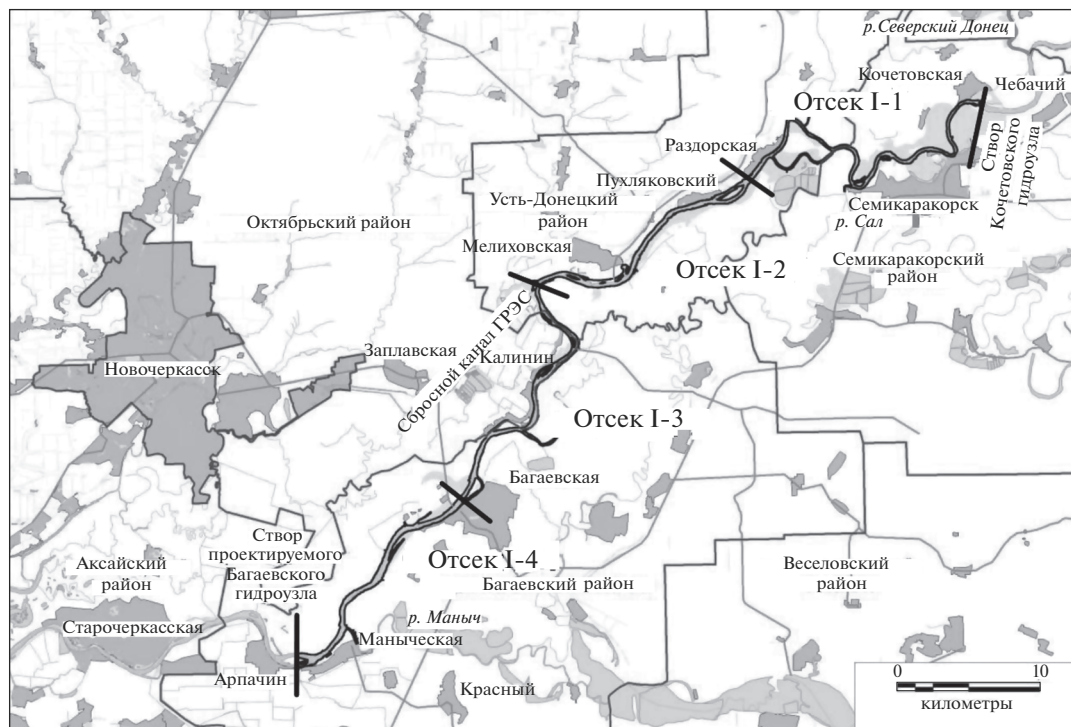 р.Северский Донец
Кочетовская
Чебачий
Отсек I-1
Створ
Кочетовского
гидроузла
Раздорская
Пухляковский
Усть-Донецкий
район
Семикаракорск
р. Сал
Октябрьский район
Мелиховская
Отсек I-2
Семикаракорский
район
Сбросной канал ГРЭС
Заплавская
Калинин
Новочеркасск
Отсек I-3
Багаевская
Створ
проектируемого
Багаевского
гидроузла
Аксайский
район
Отсек I-4
Багаевский район
Веселовский
район
Старочеркасская
р. Маныч
Маныческая
Арпачин
Красный
0
10
километры